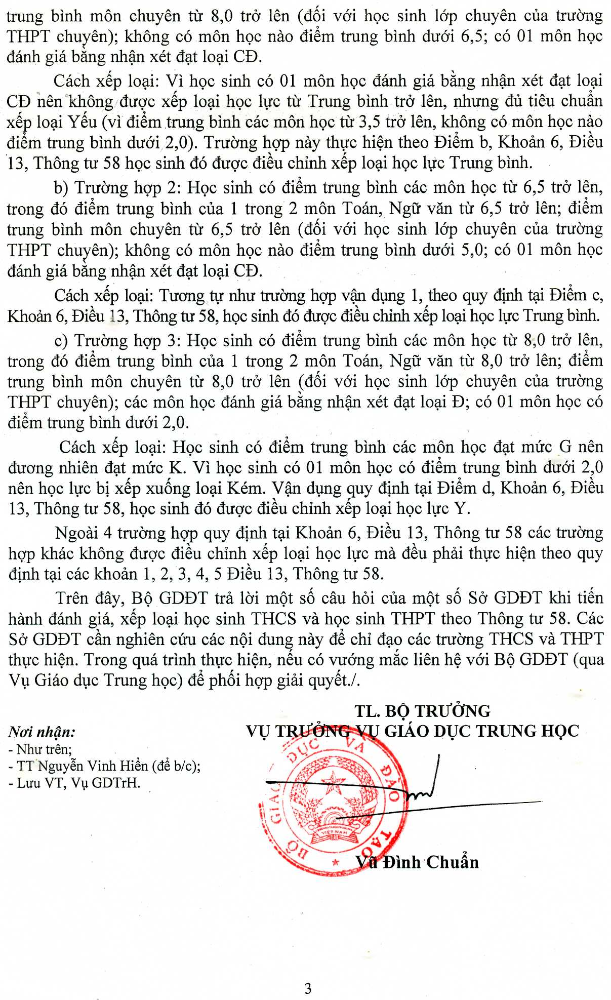 trung bình môn chuyên từ 8,0 trở lên (đối với học sinh lớp chuyên của trường
THPT chuyên); không có môn học nào điểm trung bình dưới 6,5; có 01 môn học
đánh giá bằng nhận xét đạt loại CĐ.
Cách xếp loại: Vì học sinh có 01 môn học đánh giá bằng nhận xét đạt loại
CĐ nên không được xếp loại học lực từ Trung bình trở lên, nhưng đủ tiêu chuẩn
xếp loại Yếu (vì điểm trung bình các môn học từ 3,5 trở lên, không có môn học nào
điểm trung bình dưới 2,0). Trường hợp này thực hiện theo Điểm b, Khoản 6, Điều
13, Thông tư 58 học sinh đó được điều chỉnh xếp loại học lực Trung bình.
b) Trường hợp 2: Học sinh có điểm trung bình các môn học từ 6,5 trở lên,
trong đó điểm trung bình của 1 trong 2 môn Toán, Ngữ văn từ 6,5 trở lên; điểm
trung bình môn chuyên từ 6,5 trở lên (đối với học sinh lớp chuyên của trường
THPT chuyên); không có môn học nào điểm trung bình dưới 5,0; có 01 môn học
đánh giá bằng nhận xét đạt loại CĐ.
Cách xếp loại: Tương tự như trường hợp vận dụng 1, theo quy định tại Điểm c,
Khoản 6, Điều 13, Thông tư 58, học sinh đó được điều chỉnh xếp loại học lực Trung bình.
c) Trường hợp 3: Học sinh có điểm trung bình các môn học từ 8,0 trở lên,
trong đó điểm trung bình của 1 trong 2 môn Toán, Ngữ văn từ 8,0 trở lên; điểm
trung bình môn chuyên từ 8,0 trở lên (đối với học sinh lớp chuyên của trường
THPT chuyên); các môn học đánh giá bằng nhận xét đạt loại Đ; có 01 môn học có
điểm trung bình dưới 2,0.
Cách xếp loại: Học sinh có điểm trung bình các môn học đạt mức G nên
đương nhiên đạt mức K. Vì học sinh có 01 môn học có điểm trung bình dưới 2,0
nên học lực bị xếp xuống loại Kém. Vận dụng quy định tại Điểm d, Khoản 6, Điều
13, Thông tư 58, học sinh đó được điều chỉnh xếp loại học lực Y.
Ngoài 4 trường hợp quy định tại Khoản 6, Điều 13, Thông tư 58 các trường
hợp khác không được điều chỉnh xếp loại học lực mà đều phải thực hiện theo quy
định tại các khoản 1, 2, 3, 4, 5 Điều 13, Thông tư 58.
Trên đây, Bộ GDĐT trả lời một số câu hỏi của một số Sở GDĐT khi tiến
hành đánh giá, xếp loại học sinh THCS và học sinh THPT theo Thông tư 58. Các
Sở GDĐT cần nghiên cứu các nội dung này để chỉ đạo các trường THCS và THPT
thực hiện. Trong quá trình thực hiện, nếu có vướng mắc liên hệ với Bộ GDĐT (qua
Vụ Giáo dục Trung học) để phối hợp giải quyết./.
TL. BỘ TRƯỞNG
VỤ TRƯỞNG VỤ GIÁO DỤC TRUNG HỌC
Nơi nhận:
- Như trên;
- TT Nguyễn Vinh Hiển (để b/c);
- Lưu VT, Vụ GDTrH.
BỘ GIÁO DỤC VÀ ĐÀO TẠO
VIỆT NAM
Vũ Đình Chuẩn
3